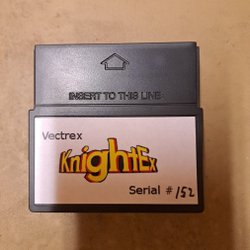 INSERT TO THIS LINE
Vectrex
KnightEx
Serial # 152